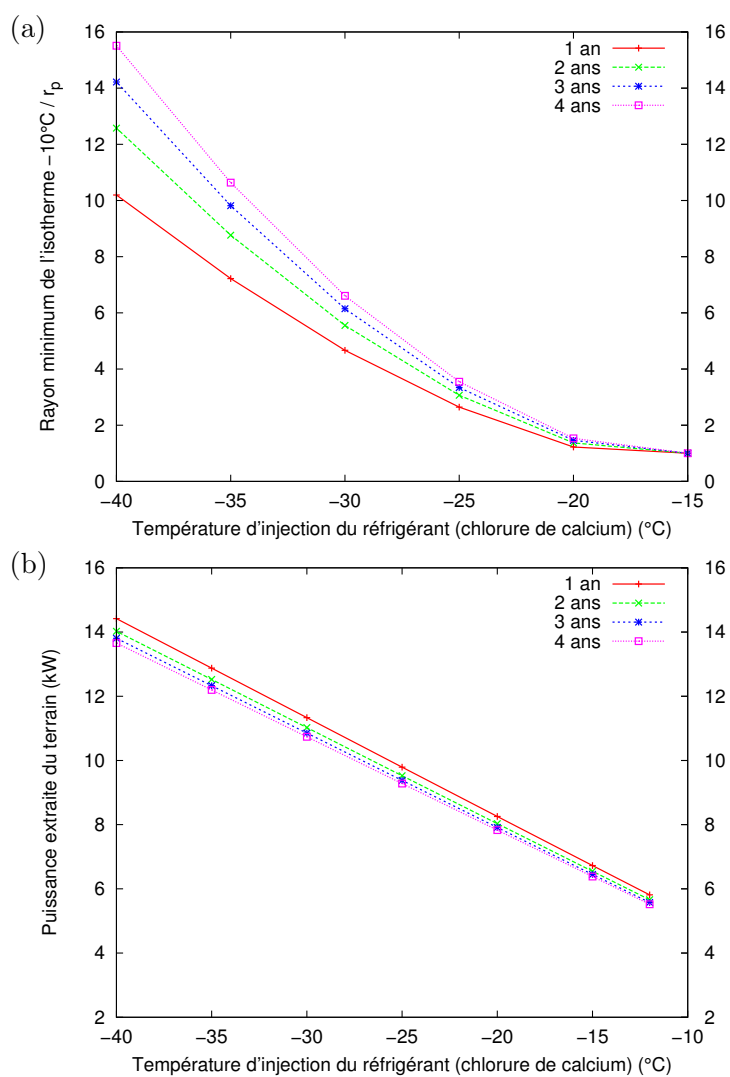 (a)
16 16
14 14
12 12
10 10
8 8
6 6
4 4
2 2
0 0
−40 −35 −30 −25 −20 −15
Rayon minimum de l'isotherme −10°C / r_p
Température d'injection du réfrigérant (chlorure de calcium) (°C)
1 an
2 ans
3 ans
4 ans
(b)
16 16
14 14
12 12
10 10
8 8
6 6
4 4
2 2
−40 −35 −30 −25 −20 −15 −10
Puissance extraite du terrain (kW)
Température d'injection du réfrigérant (chlorure de calcium) (°C)
1 an
2 ans
3 ans
4 ans